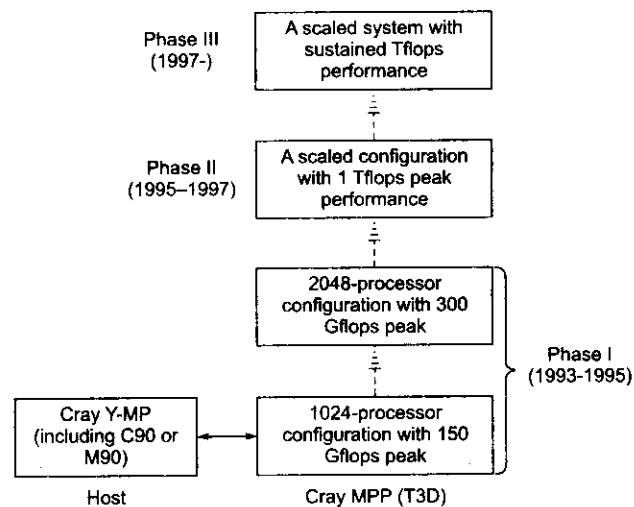 Phase III
(1997-)
A scaled system with
sustained Tflops
performance
Phase II
(1995–1997)
A scaled configuration
with 1 Tflops peak
performance
2048-processor
configuration with 300
Gflops peak
Phase I
(1993-1995)
Cray Y-MP
(including C90 or
M90)
1024-processor
configuration with 150
Gflops peak
Host
Cray MPP (T3D)